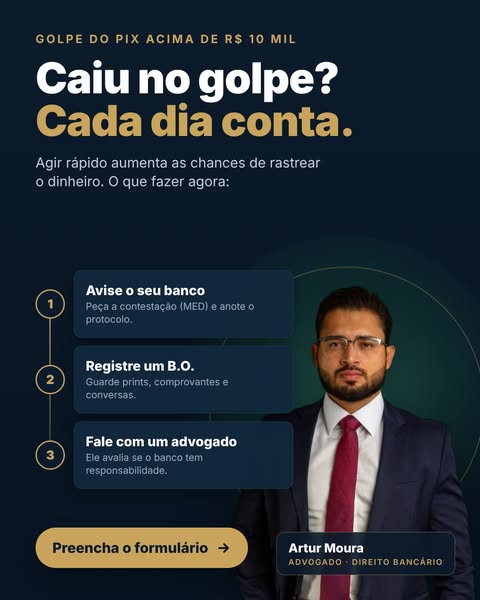 GOLPE DO PIX ACIMA DE R$ 10 MIL
Caiu no golpe?
Cada dia conta.
Agir rápido aumenta as chances de rastrear
o dinheiro. O que fazer agora:
1
Avise o seu banco
Peça a contestação (MED) e anote o
protocolo.
2
Registre um B.O.
Guarde prints, comprovantes e
conversas.
3
Fale com um advogado
Ele avalia se o banco tem
responsabilidade.
Preencha o formulário →
Artur Moura
ADVOGADO · DIREITO BANCÁRIO